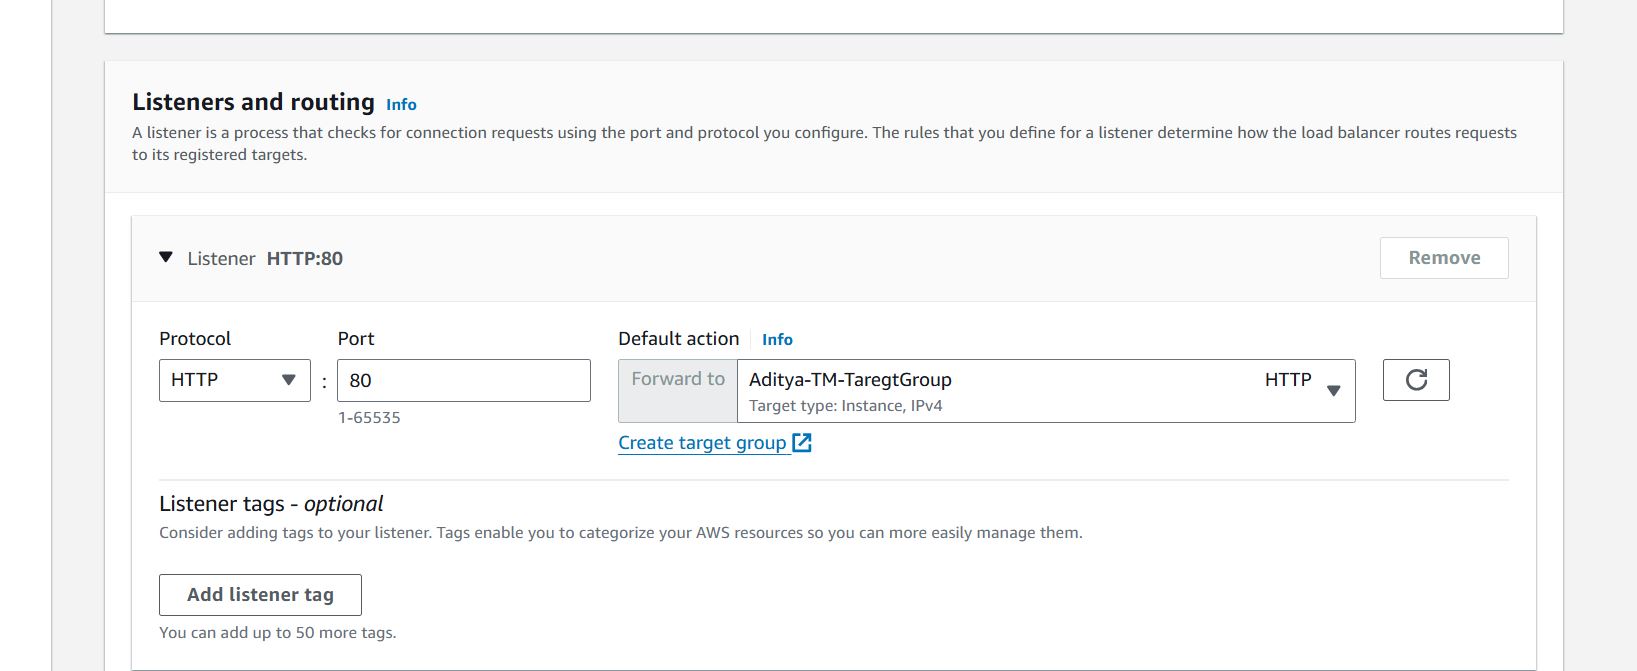 Listeners and routing Info
A listener is a process that checks for connection requests using the port and protocol you configure. The rules that you define for a listener determine how the load balancer routes requests
to its registered targets.
Listener HTTP:80
Remove
Protocol
Port
Default action
Info
HTTP
:
80
Forward to
Aditya-TM-TaregtGroup
HTTP
Target type: Instance, IPv4
1-65535
Create target group
Listener tags - optional
Consider adding tags to your listener. Tags enable you to categorize your AWS resources so you can more easily manage them.
Add listener tag
You can add up to 50 more tags.